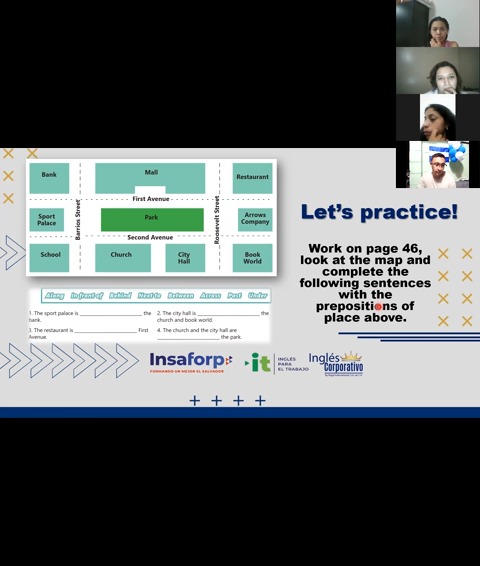 Bank
Mall
Restaurant
First Avenue
Barrios Street
Roosevelt Street
Sport
Palace
Park
Arrows
Company
Second Avenue
School
Church
City
Hall
Book
World
Along In front of Behind Next to Between Across Past Under
1. The sport palace is ____________________ the
bank.
2. The city hall is ____________________ the
church and book world.
3. The restaurant is ____________________ First
Avenue.
4. The church and the city hall are
____________________ the park.
Let's practice!
Work on page 46,
look at the map and
complete the
following sentences
with the
prepositions of
place above.
Insaforp
FORMANDO UN MEJOR EL SALVADOR
it
INGLÉS
PARA
EL TRABAJO
Inglés
Corporativo